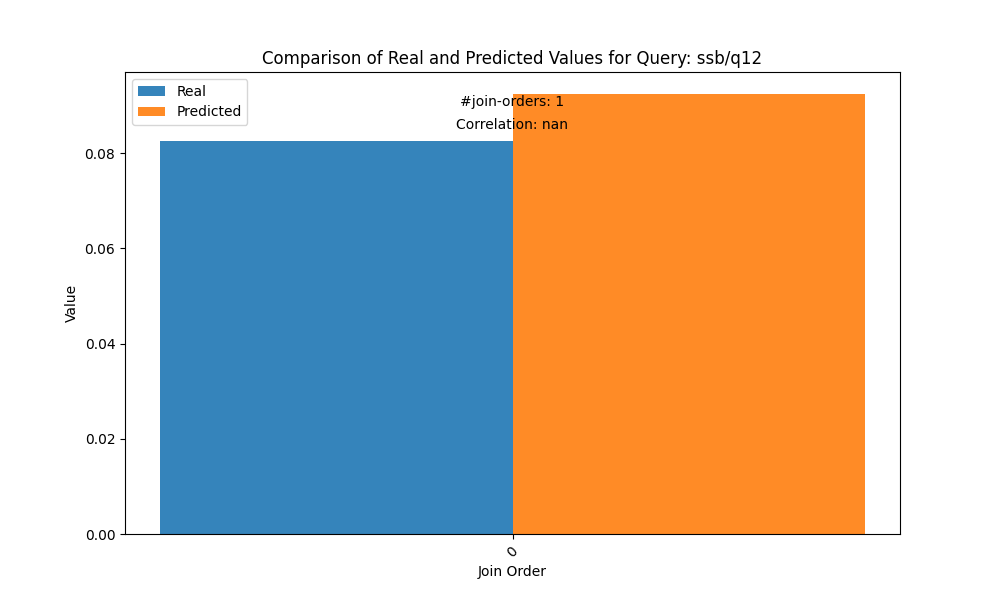 Comparison of Real and Predicted Values for Query: ssb/q12
Real
Predicted
#join-orders: 1
Correlation: nan
0.08
0.06
0.04
0.02
0.00
Value
0
Join Order